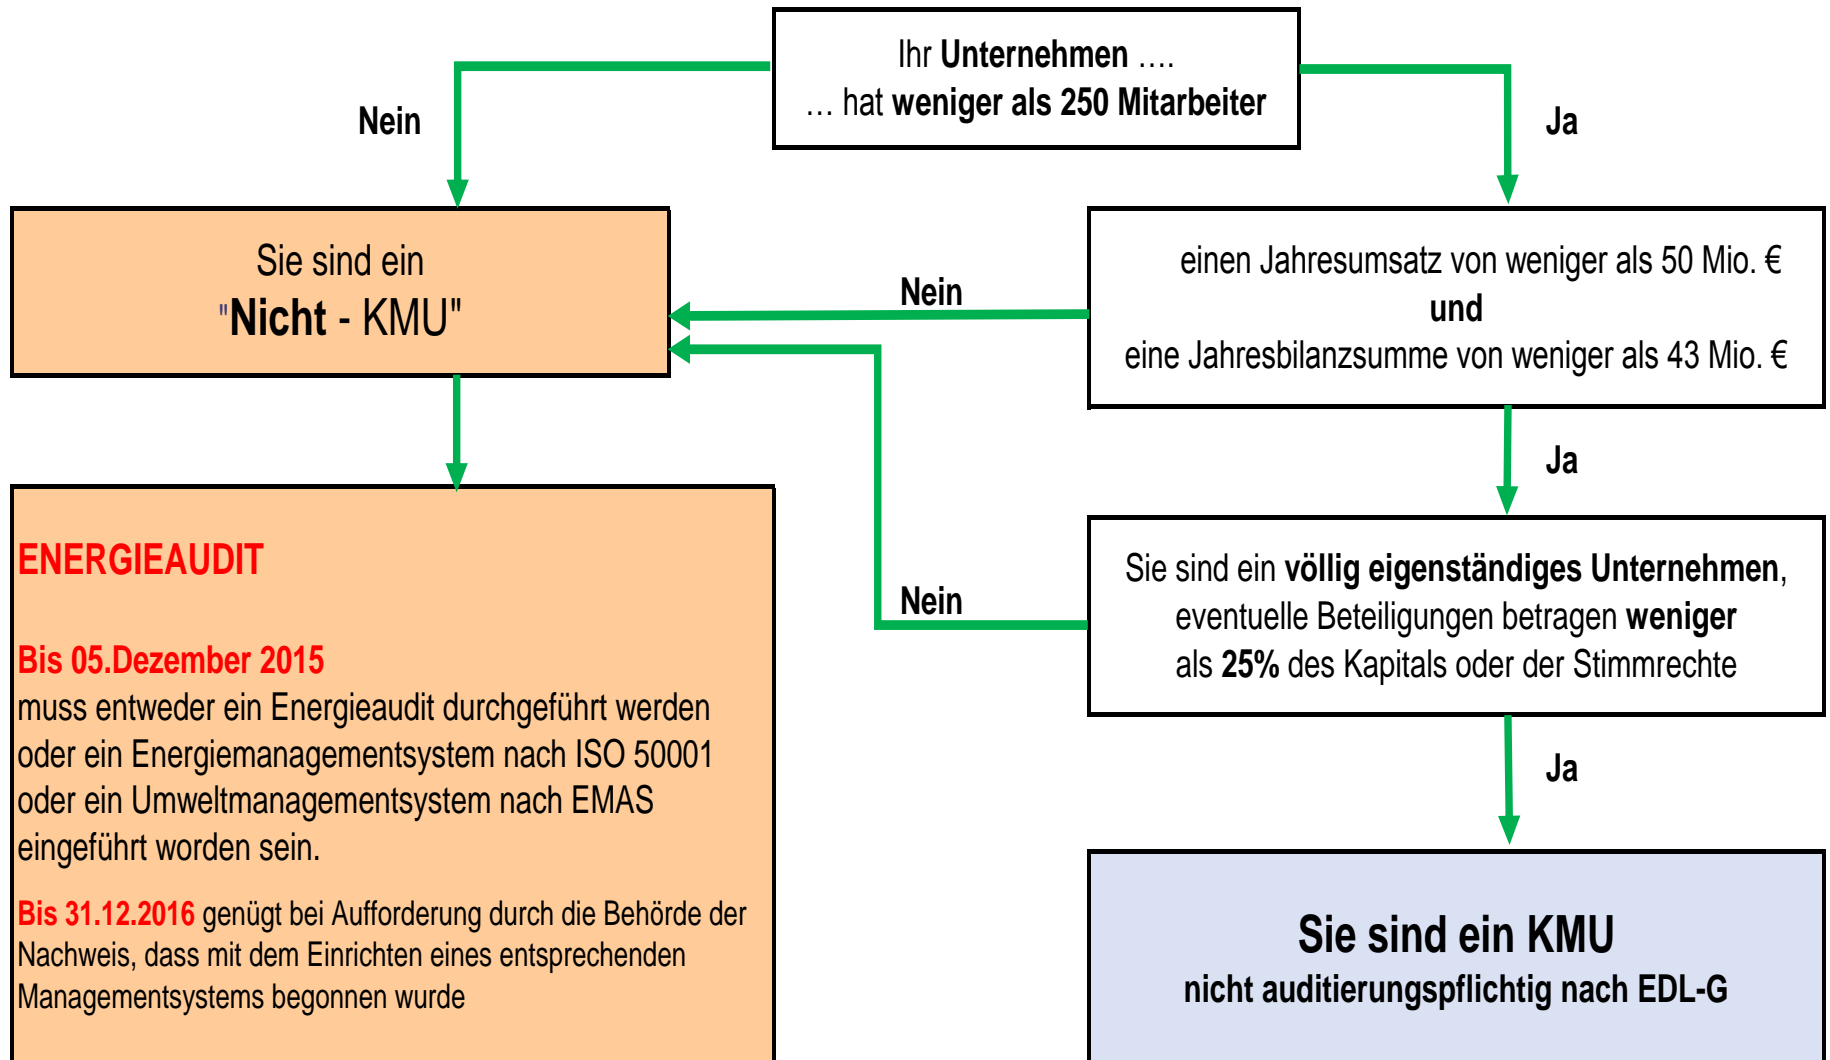 Ihr Unternehmen ....
... hat weniger als 250 Mitarbeiter
Nein
Ja
Sie sind ein
"Nicht - KMU"
einen Jahresumsatz von weniger als 50 Mio. €
und
eine Jahresbilanzsumme von weniger als 43 Mio. €
Nein
Ja
Sie sind ein völlig eigenständiges Unternehmen,
eventuelle Beteiligungen betragen weniger
als 25% des Kapitals oder der Stimmrechte
Nein
Ja
ENERGIEAUDIT
Bis 05.Dezember 2015
muss entweder ein Energieaudit durchgeführt werden
oder ein Energiemanagementsystem nach ISO 50001
oder ein Umweltmanagementsystem nach EMAS
eingeführt worden sein.
Bis 31.12.2016 genügt bei Aufforderung durch die Behörde der
Nachweis, dass mit dem Einrichten eines entsprechenden
Managementsystems begonnen wurde
Sie sind ein KMU
nicht auditierungspflichtig nach EDL-G